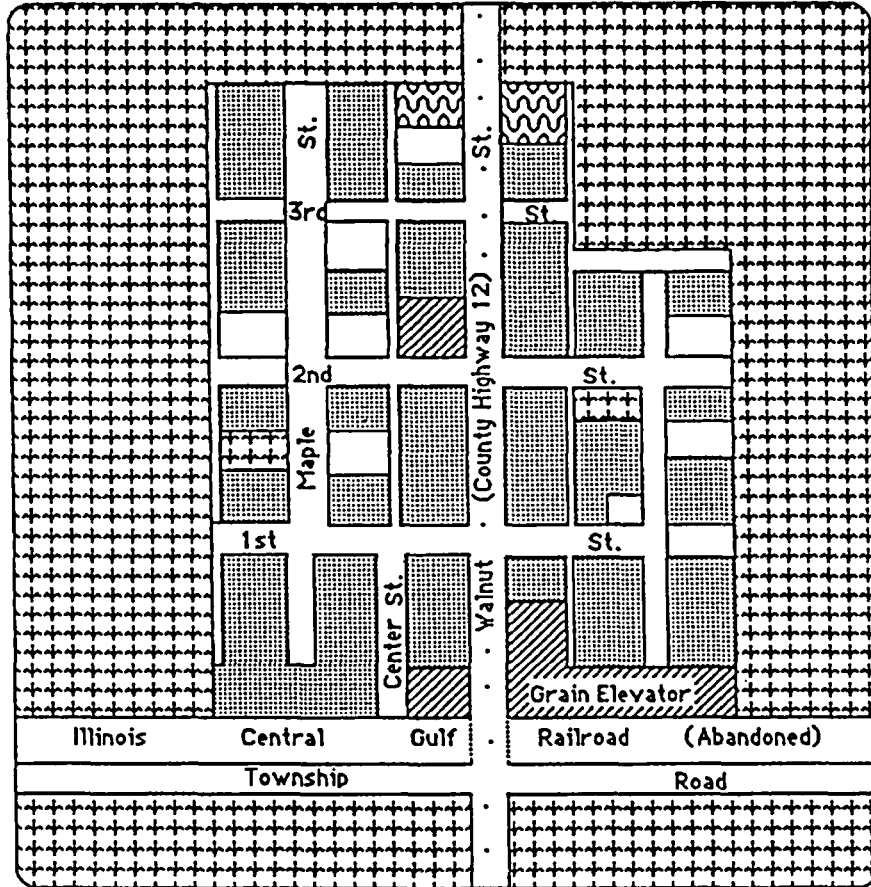 St.
St.
3rd
St.
(County Highway 12)
2nd
St.
Maple
1st
St.
Center St.
Walnut
Grain Elevator
Illinois Central Gulf Railroad (Abandoned)
Township Road